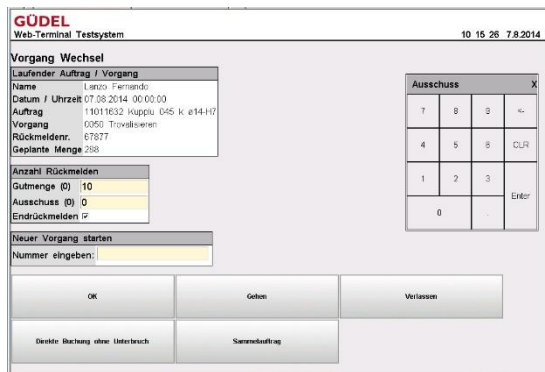 GÜDEL
Web-Terminal Testsystem
10 15 26 7.8.2014
Vorgang Wechsel
Laufender Auftrag / Vorgang
Name Lanzo Fernando
Datum / Uhrzeit 07.08.2014 00:00:00
Auftrag 11011632 Kupplu 045 k ø14-H7
Vorgang 0050 Trovalisieren
Rückmeldenr. 67877
Geplante Menge 288
Anzahl Rückmelden
Gutmenge (0) 10
Ausschuss (0) 0
Endrückmelden
Neuer Vorgang starten
Nummer eingeben:
Ausschuss X
7 8 9 <-
4 5 6 CLR
1 2 3 Enter
0 .
OK Gehen Verlassen
Direkte Buchung ohne Unterbruch Sammelauftrag